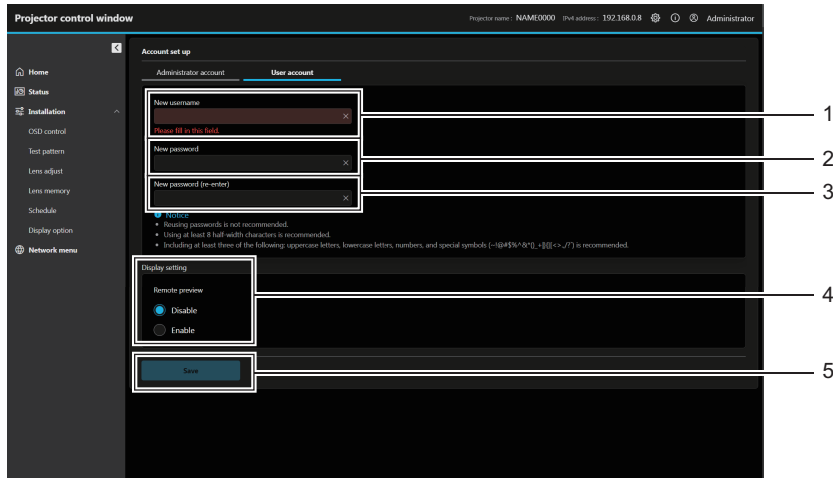 Projector control window
Projector name : NAME0000 IPv4 address : 192.168.0.8 Administrator
Account set up
Administrator account User account
Home
Status
Installation
OSD control
Test pattern
Lens adjust
Lens memory
Schedule
Display option
Network menu
New username
Please fill in this field.
New password
New password (re-enter)
Notice
• Reusing passwords is not recommended.
• Using at least 8 half-width characters is recommended.
• Including at least three of the following: uppercase letters, lowercase letters, numbers, and special symbols (~!@#$%^&*()_+|[{}]<>.,/?') is recommended.
Display setting
Remote preview
Disable
Enable
Save
1
2
3
4
5